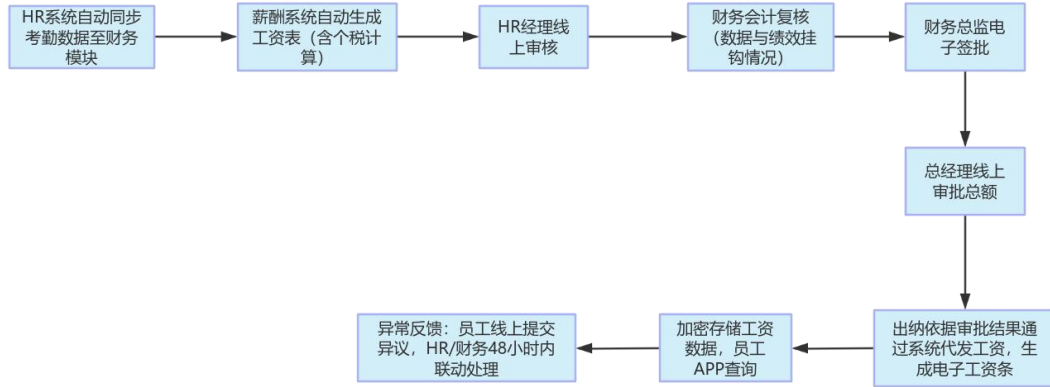 HR系统自动同步
考勤数据至财务
模块
薪酬系统自动生成
工资表（含个税计
算）
HR经理线
上审核
财务会计复核
（数据与绩效挂
钩情况）
财务总监电
子签批
总经理线上
审批总额
出纳依据审批结果通
过系统代发工资，生
成电子工资条
加密存储工资
数据，员工
APP查询
异常反馈：员工线上提交
异议，HR/财务48小时内
联动处理